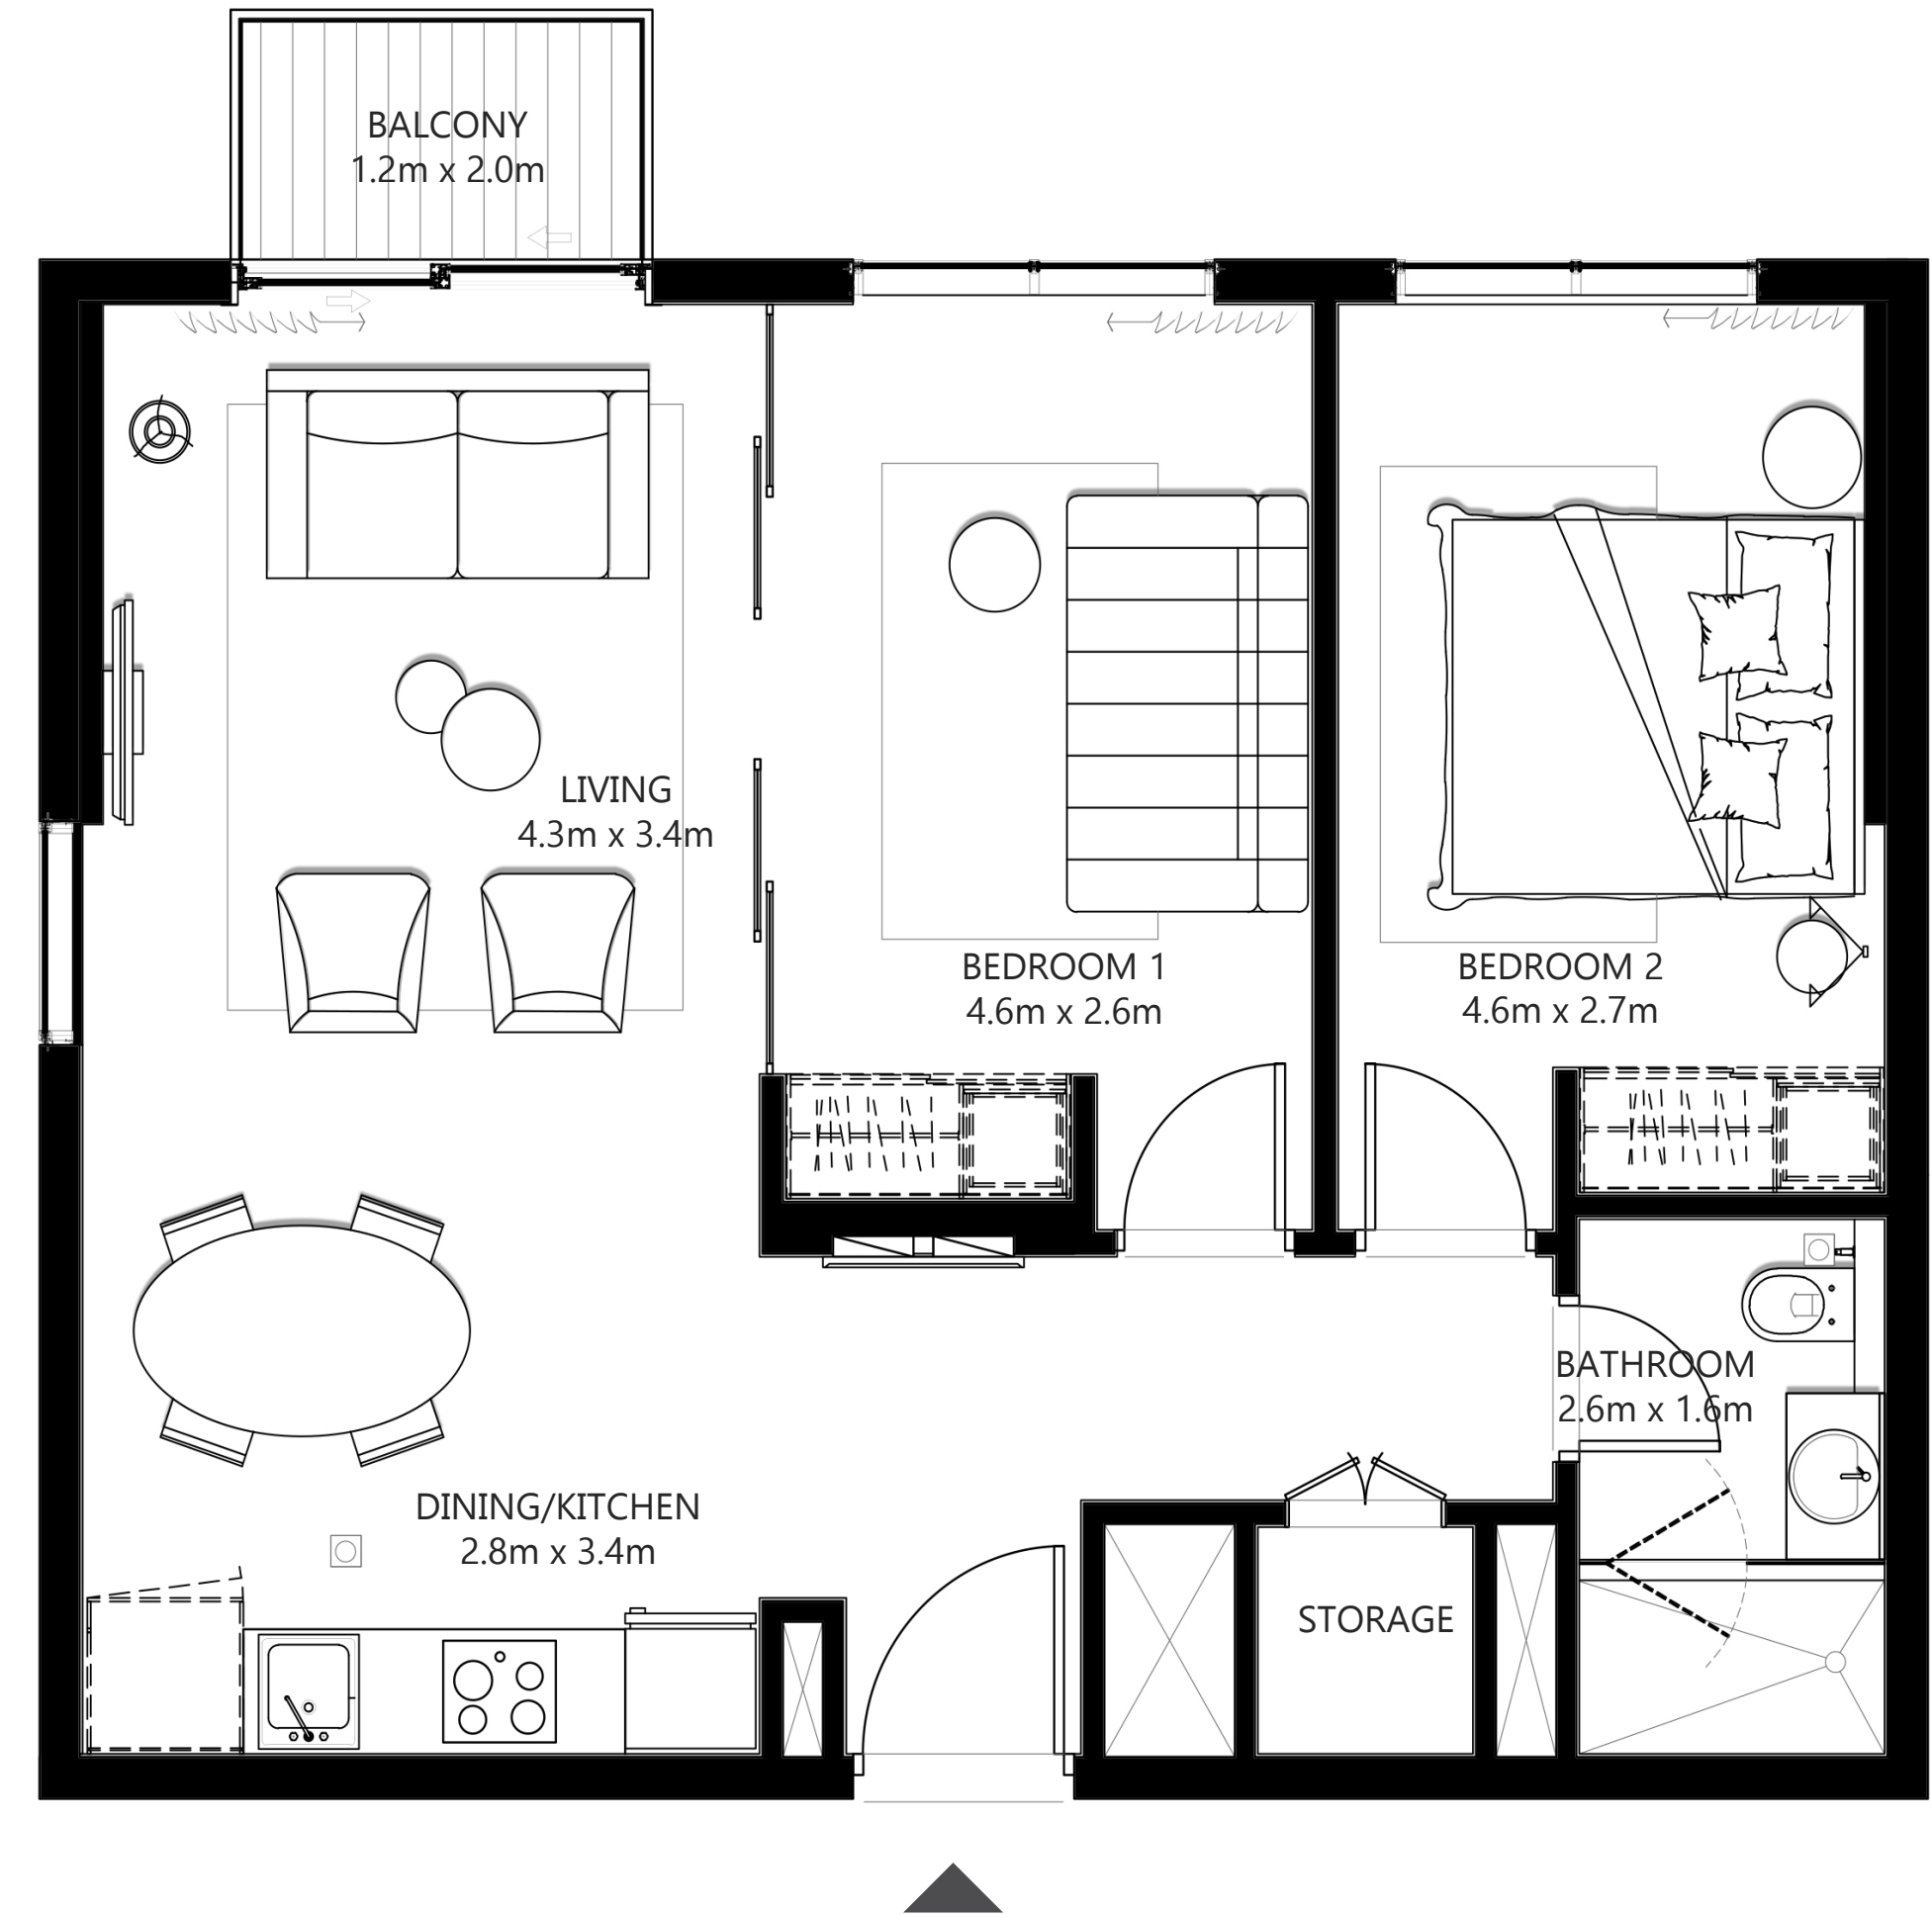 BALCONY
1.2m x 2.0m
LIVING
4.3m x 3.4m
BEDROOM 1
4.6m x 2.6m
BEDROOM 2
4.6m x 2.7m
BATHROOM
2.6m x 1.6m
DINING/KITCHEN
2.8m x 3.4m
STORAGE